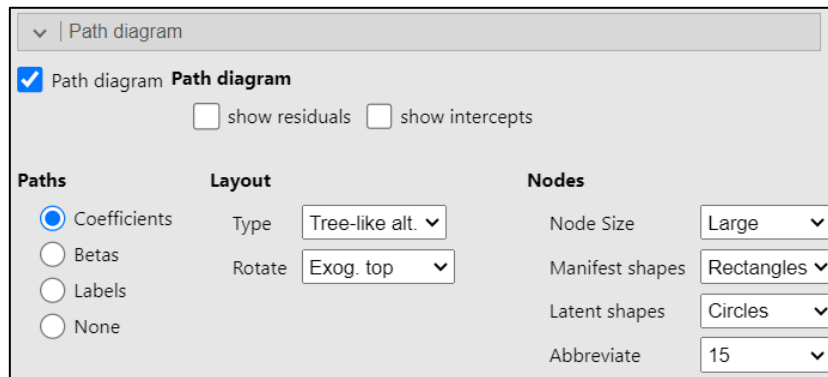 Path diagram
Path diagram Path diagram
show residuals show intercepts
Paths Layout Nodes
Coefficients Type Tree-like alt. Node Size Large
Betas Rotate Exog. top Manifest shapes Rectangles
Labels Latent shapes Circles
None Abbreviate 15